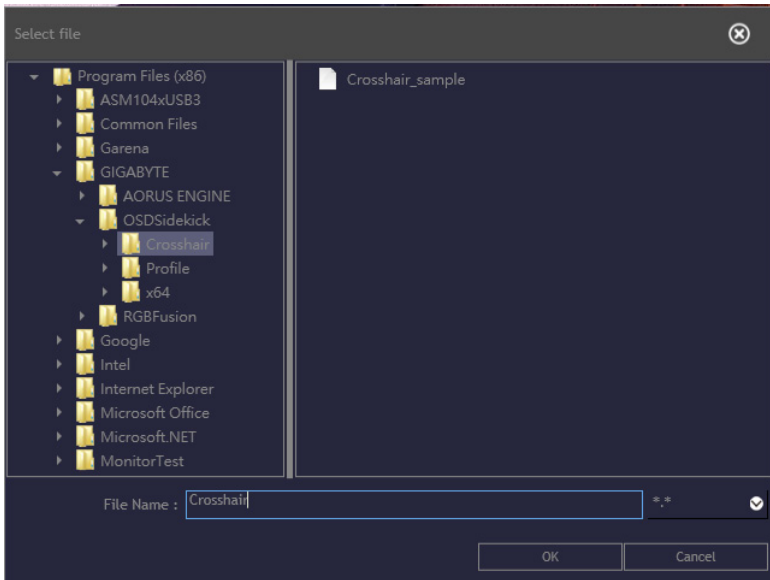 Select file
Program Files (x86)
ASM104xUSB3
Common Files
Garena
GIGABYTE
AORUS ENGINE
OSDSidekick
Crosshair
Profile
x64
RGBFusion
Google
Intel
Internet Explorer
Microsoft Office
Microsoft.NET
MonitorTest
Crosshair_sample
File Name : Crosshair *.*
OK Cancel